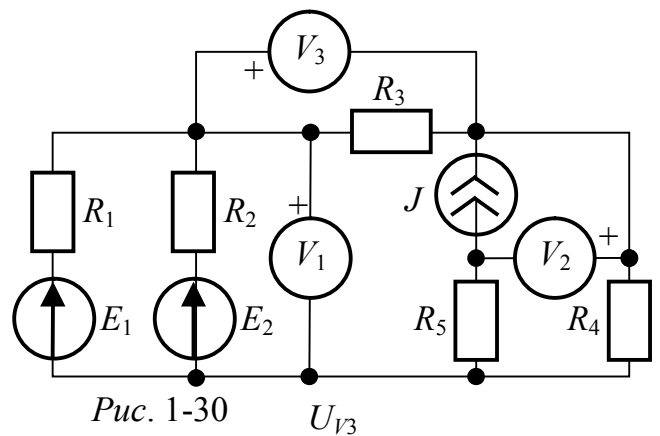 V3
+
R3
R1
R2
+
J
V1
V2
+
E1
E2
R5
R4
Рис. 1-30
UV3